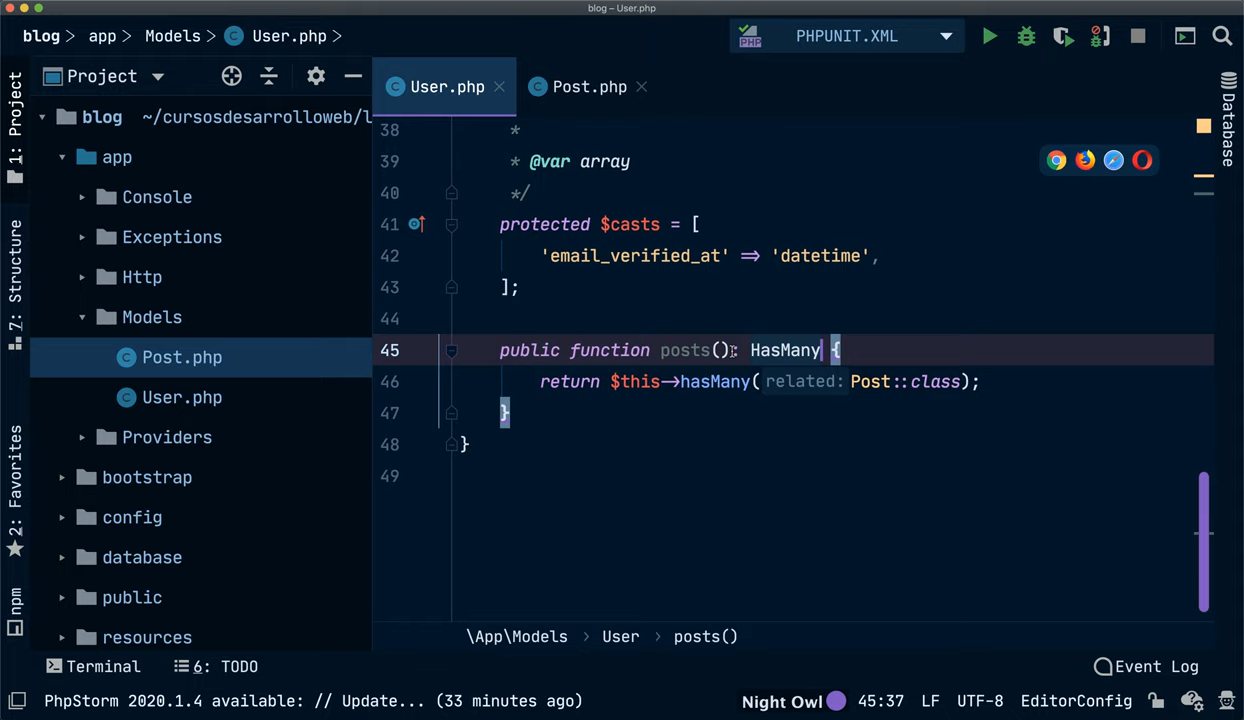 blog – User.php
blog > app > Models > User.php >
PHPUNIT.XML
PHP
1: Project
7: Structure
2: Favorites
npm
Project
blog ~/cursosdesarrolloweb/l
app
Console
Exceptions
Http
Models
Post.php
User.php
Providers
bootstrap
config
database
public
resources
User.php
Post.php
38 *
39 * @var array
40 */
41 protected $casts = [
42 'email_verified_at' => 'datetime',
43 ];
44
45 public function posts(): HasMany {
46 return $this->hasMany( related: Post::class);
47 }
48 }
49
Database
\App\Models > User > posts()
Terminal
6: TODO
Event Log
PhpStorm 2020.1.4 available: // Update... (33 minutes ago)
Night Owl
45:37 LF UTF-8 EditorConfig